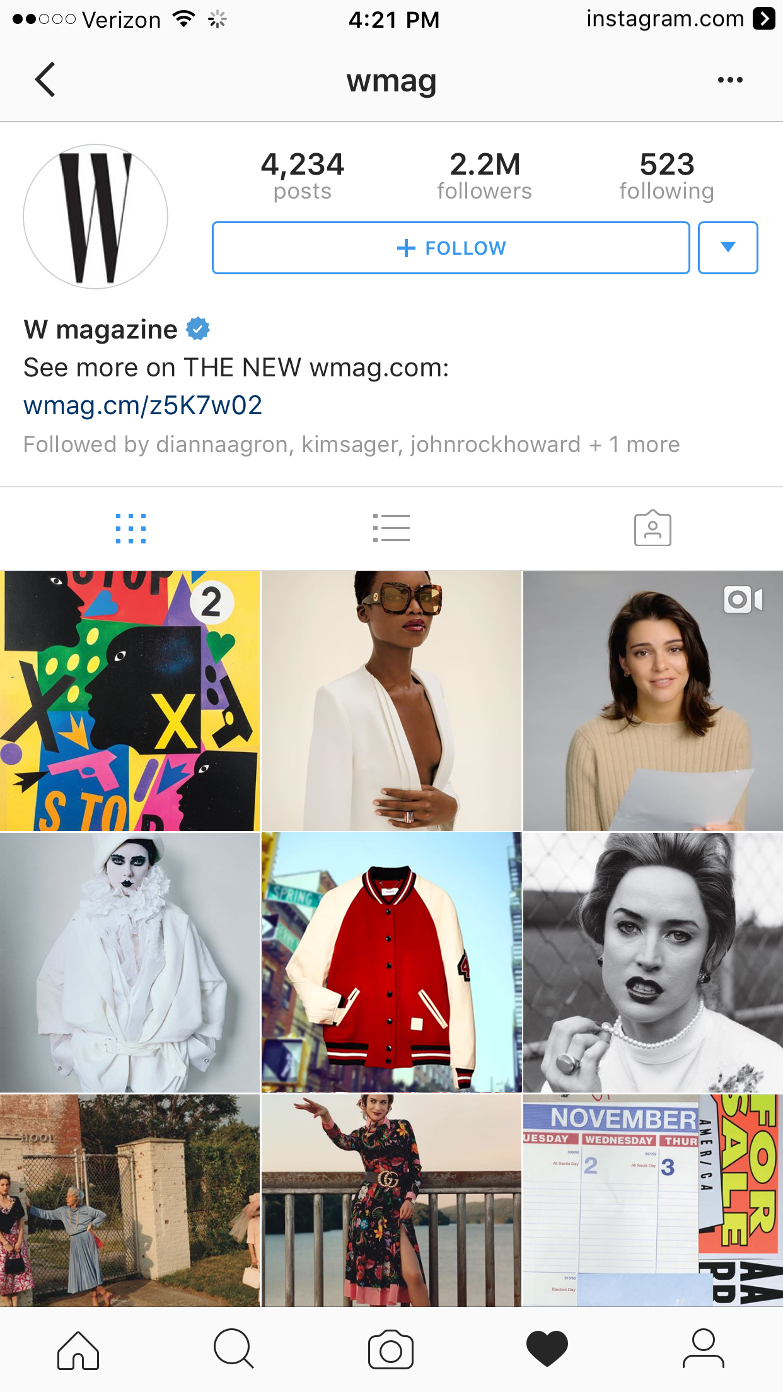 Verizon 4:21 PM instagram.com
wmag
W
4,234 2.2M 523
posts followers following
+ FOLLOW
W magazine
See more on THE NEW wmag.com:
wmag.cm/z5K7w02
Followed by diannaagron, kimsager, johnrockhoward + 1 more
STOP
2
X X
STOP
SPRING
4
HOOL
NOVEMBER
UESDAY WEDNESDAY THUR
2 3
AMERICA
FOR
SALE